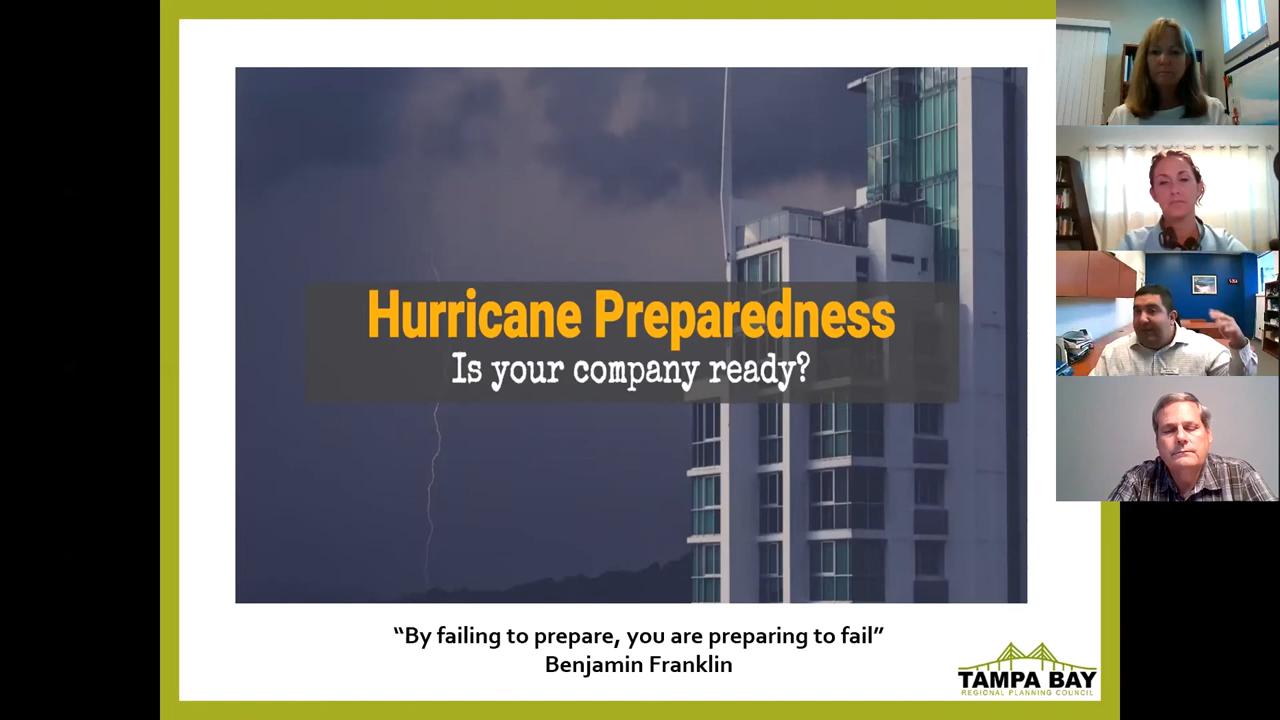 Hurricane Preparedness
Is your company ready?
“By failing to prepare, you are preparing to fail”
Benjamin Franklin
TAMPA BAY
REGIONAL PLANNING COUNCIL